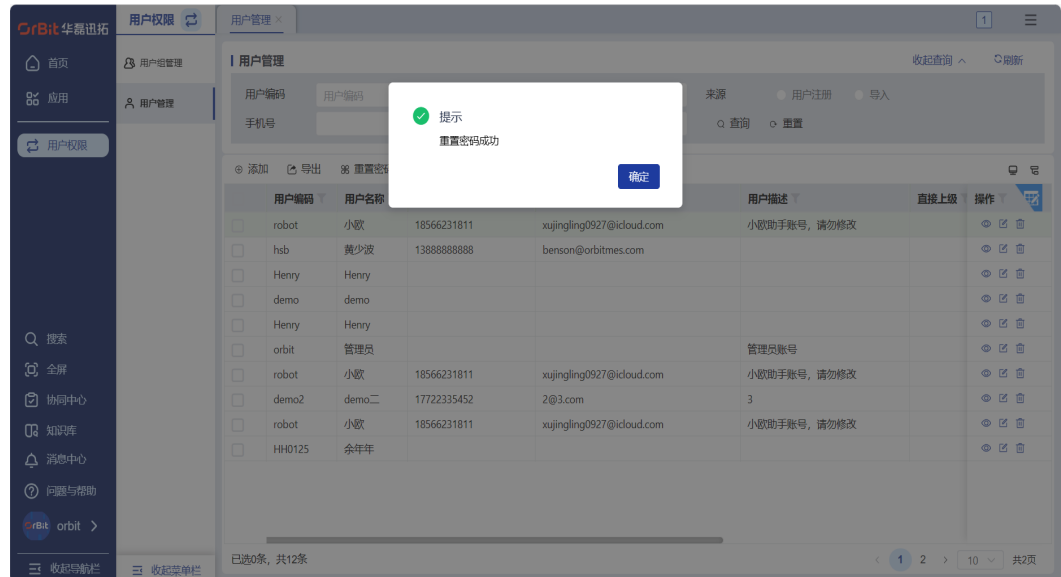 OrBit 华磊迅拓
首页
应用
用户权限
搜索
全屏
协同中心
知识库
消息中心
问题与帮助
OrBit orbit
收起导航栏
用户权限
用户组管理
用户管理
收起菜单栏
用户管理 ×
1
用户管理
收起查询 刷新
用户编码 用户编码 来源 用户注册 导入
手机号 查询 重置
提示
重置密码成功
确定
添加 导出 重置密码
用户编码 用户名称 用户描述 直接上级 操作
robot 小欧 18566231811 xujingling0927@icloud.com 小欧助手账号，请勿修改
hsb 黄少波 13888888888 benson@orbitmes.com
Henry Henry
demo demo
Henry Henry
orbit 管理员 管理员账号
robot 小欧 18566231811 xujingling0927@icloud.com 小欧助手账号，请勿修改
demo2 demo二 17722335452 2@3.com 3
robot 小欧 18566231811 xujingling0927@icloud.com 小欧助手账号，请勿修改
HH0125 余年年
已选0条，共12条 1 2 10 共2页